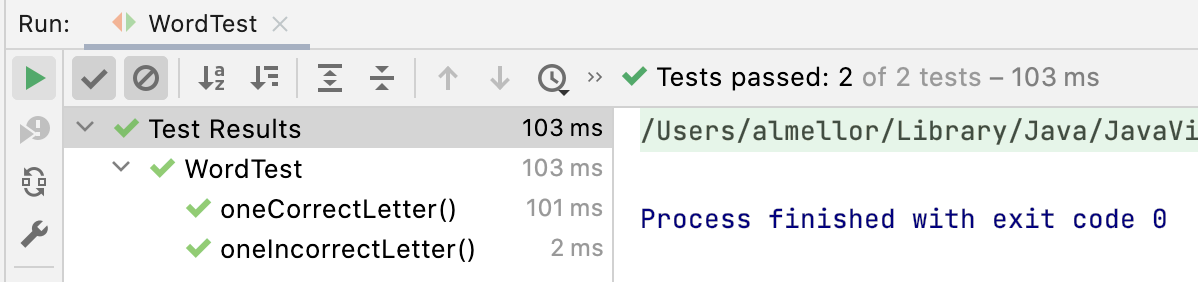 Run: WordTest
Tests passed: 2 of 2 tests – 103 ms
Test Results 103 ms
WordTest 103 ms
oneCorrectLetter() 101 ms
oneIncorrectLetter() 2 ms
/Users/almellor/Library/Java/JavaVi
Process finished with exit code 0